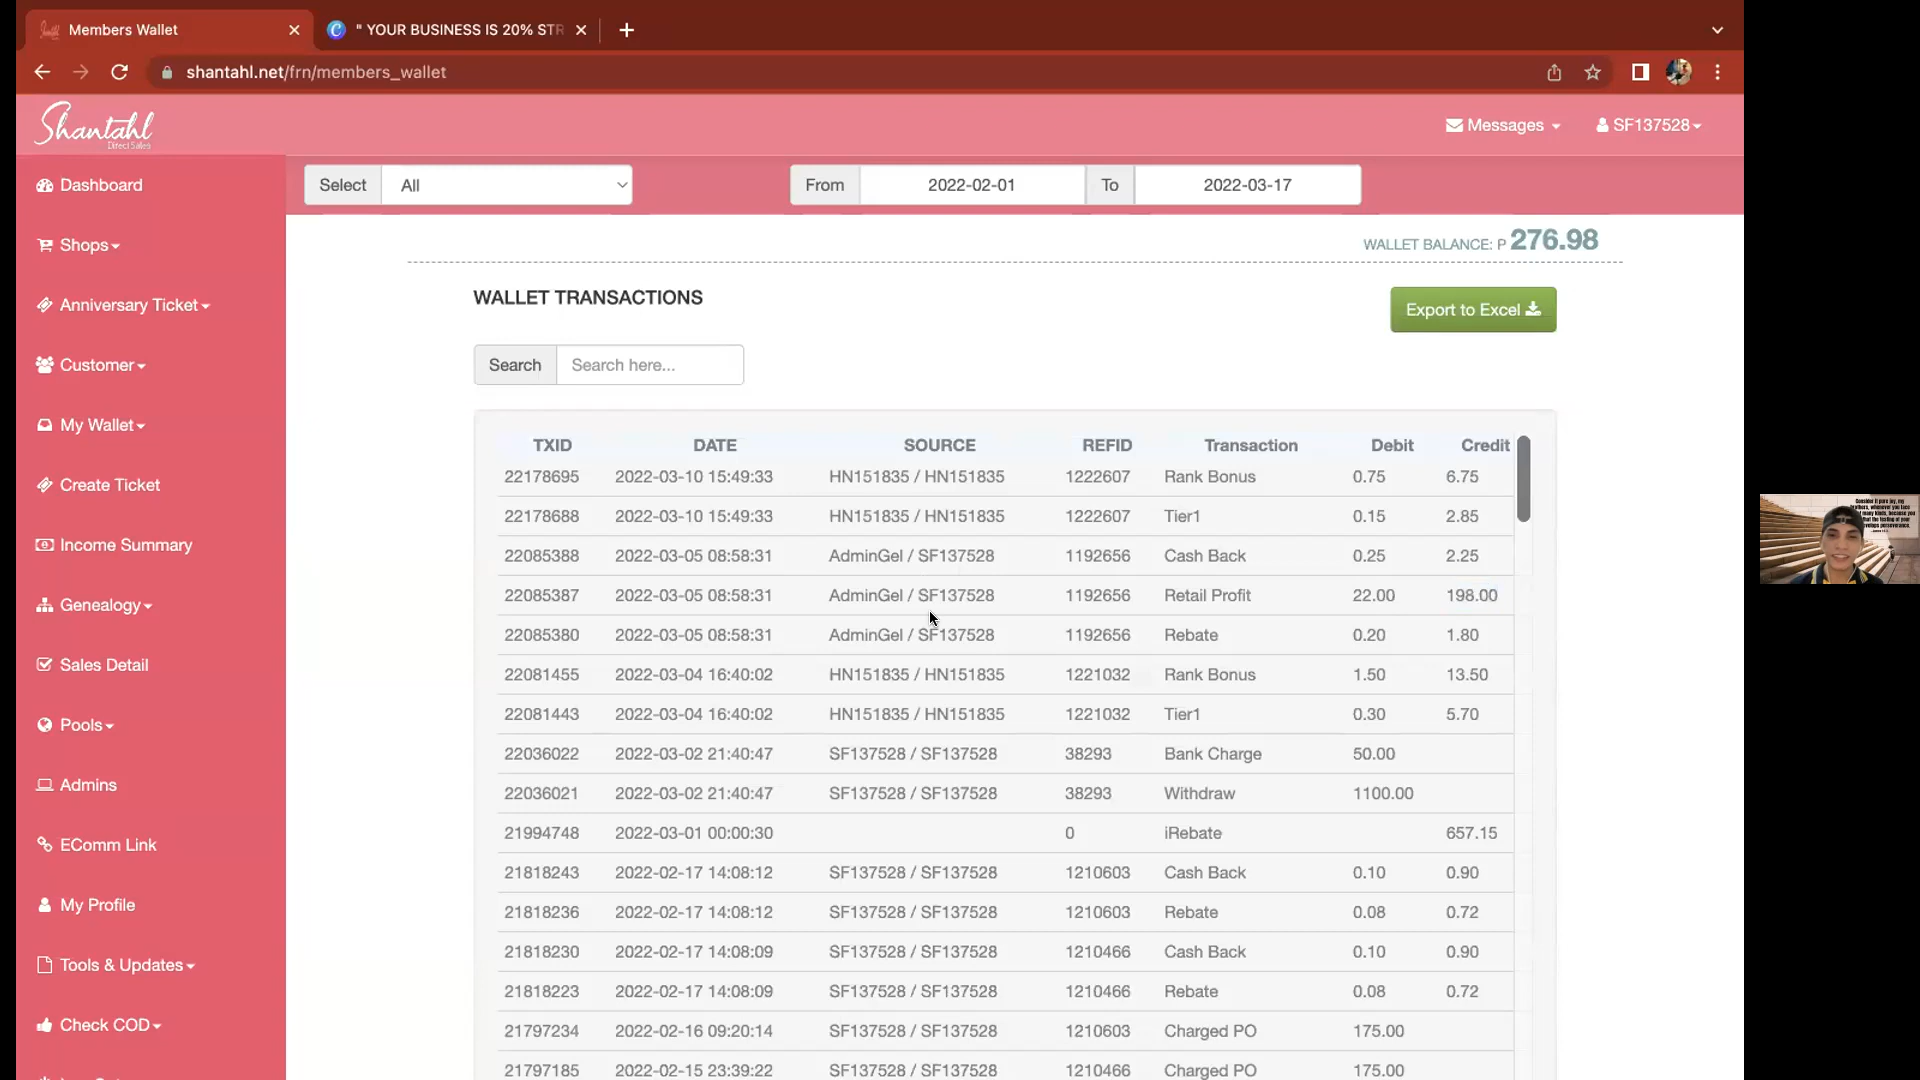 Members Wallet
" YOUR BUSINESS IS 20% STR
shantahl.net/frn/members_wallet
Shantahl
Direct Sales
Messages
SF137528
Select All From 2022-02-01 To 2022-03-17
Dashboard
Shops
Anniversary Ticket
Customer
My Wallet
Create Ticket
Income Summary
Genealogy
Sales Detail
Pools
Admins
EComm Link
My Profile
Tools & Updates
Check COD
WALLET BALANCE: P 276.98
WALLET TRANSACTIONS
Export to Excel
Search Search here...
TXID DATE SOURCE REFID Transaction Debit Credit
22178695 2022-03-10 15:49:33 HN151835 / HN151835 1222607 Rank Bonus 0.75 6.75
22178688 2022-03-10 15:49:33 HN151835 / HN151835 1222607 Tier1 0.15 2.85
22085388 2022-03-05 08:58:31 AdminGel / SF137528 1192656 Cash Back 0.25 2.25
22085387 2022-03-05 08:58:31 AdminGel / SF137528 1192656 Retail Profit 22.00 198.00
22085380 2022-03-05 08:58:31 AdminGel / SF137528 1192656 Rebate 0.20 1.80
22081455 2022-03-04 16:40:02 HN151835 / HN151835 1221032 Rank Bonus 1.50 13.50
22081443 2022-03-04 16:40:02 HN151835 / HN151835 1221032 Tier1 0.30 5.70
22036022 2022-03-02 21:40:47 SF137528 / SF137528 38293 Bank Charge 50.00
22036021 2022-03-02 21:40:47 SF137528 / SF137528 38293 Withdraw 1100.00
21994748 2022-03-01 00:00:30 0 iRebate 657.15
21818243 2022-02-17 14:08:12 SF137528 / SF137528 1210603 Cash Back 0.10 0.90
21818236 2022-02-17 14:08:12 SF137528 / SF137528 1210603 Rebate 0.08 0.72
21818230 2022-02-17 14:08:09 SF137528 / SF137528 1210466 Cash Back 0.10 0.90
21818223 2022-02-17 14:08:09 SF137528 / SF137528 1210466 Rebate 0.08 0.72
21797234 2022-02-16 09:20:14 SF137528 / SF137528 1210603 Charged PO 175.00
21797185 2022-02-15 23:39:22 SF137528 / SF137528 1210466 Charged PO 175.00